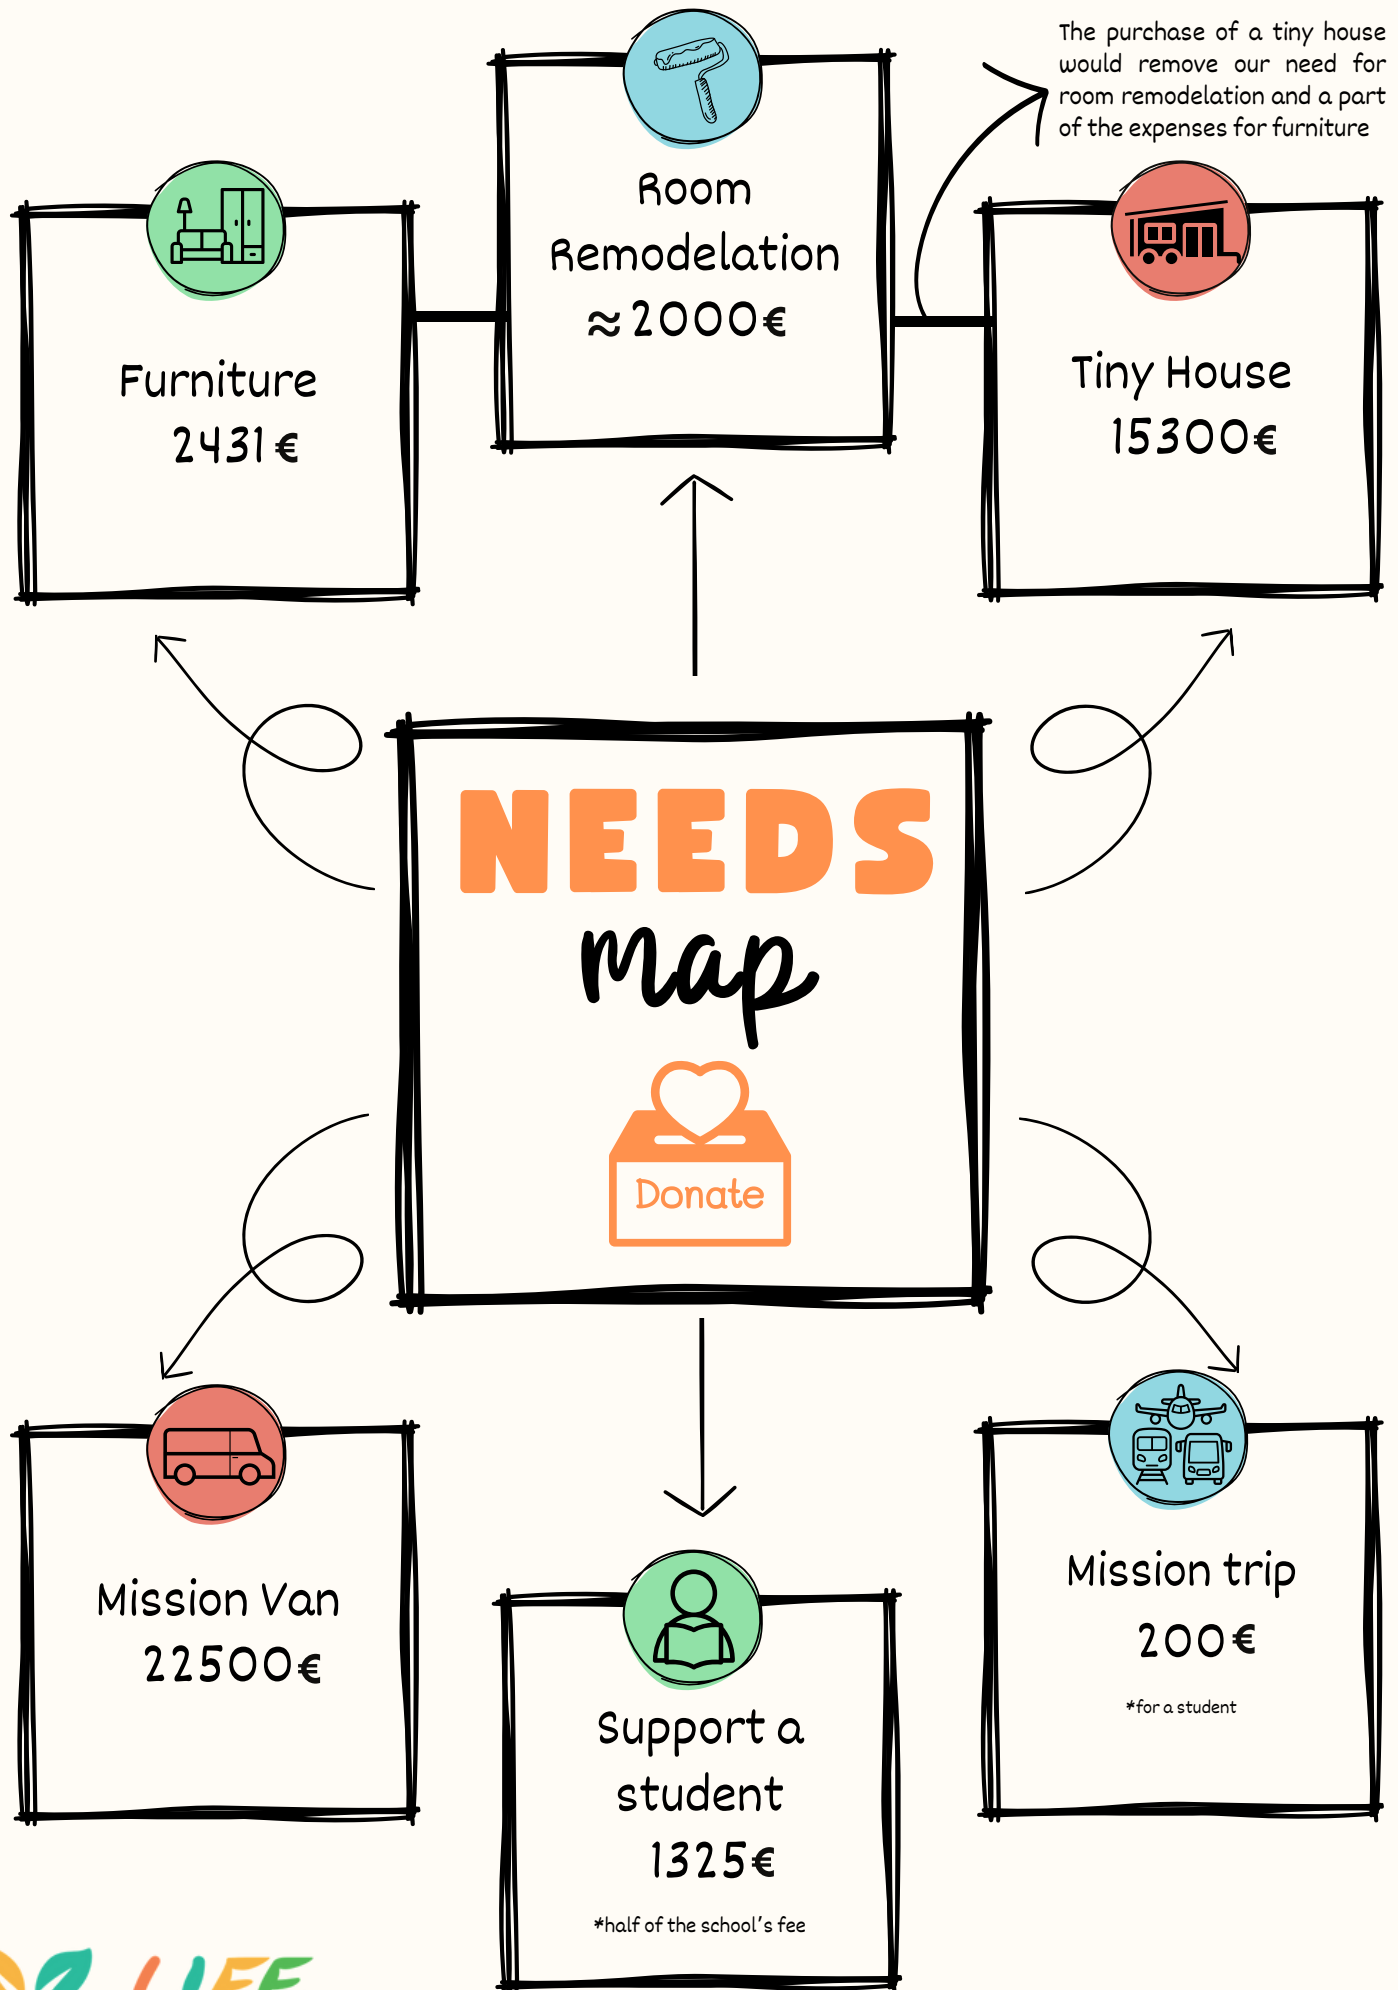 The purchase of a tiny house
would remove our need for
room remodelation and a part
of the expenses for furniture
Room
Remodelation
≈2000€
Furniture
2431€
Tiny House
15300€
NEEDS
map
Donate
Mission Van
22500€
Mission trip
200€
*for a student
Support a
student
1325€
*half of the school's fee
LIFE